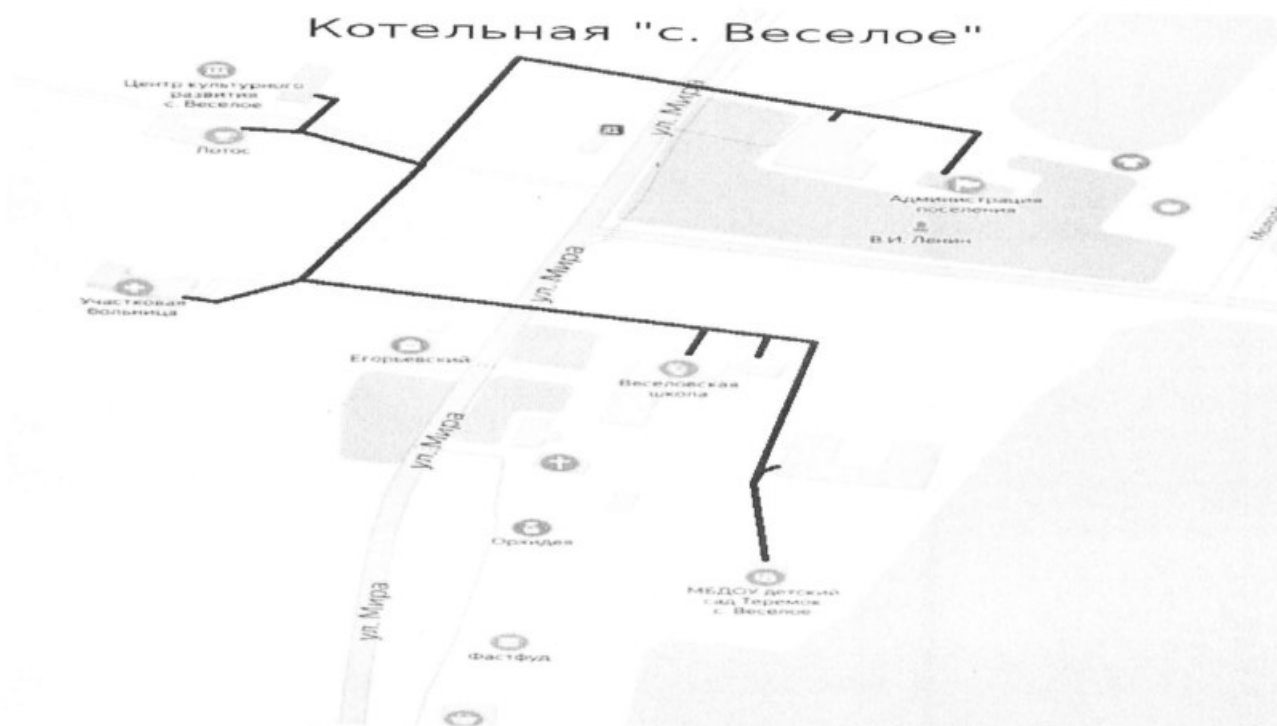 Котельная "с. Веселое"
Центр культурного
развития
с. Веселое
Лотос
ул. Мира
Администрация
поселения
В.И. Ленин
ул. Мира
Участковая
больница
Егорьевский
Веселовская
школа
ул. Мира
Орхидея
МБДОУ детский
сад Теремок
с. Веселое
ул. Мира
Фастфуд